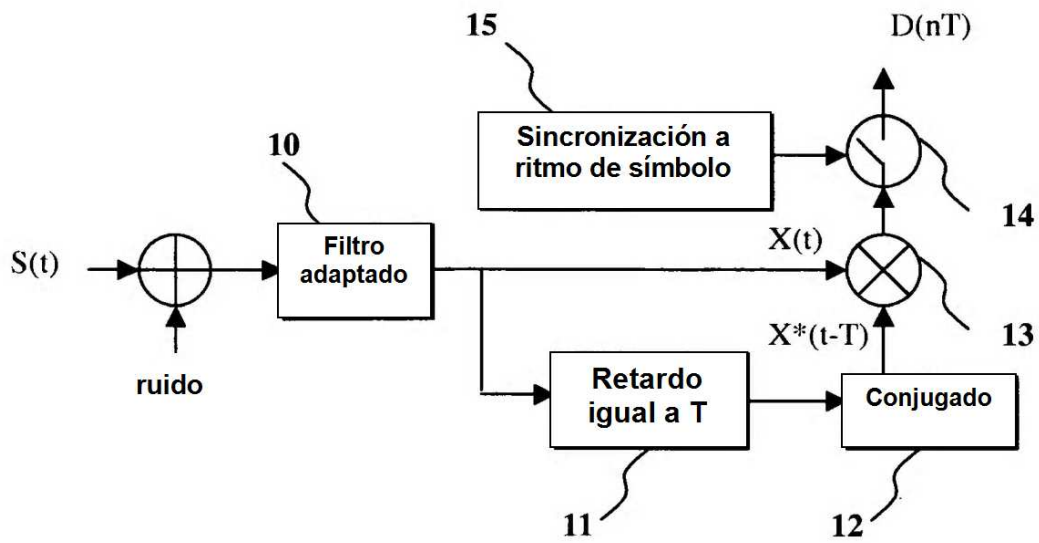 15
D(nT)
Sincronización a
ritmo de símbolo
10
14
S(t)
Filtro
adaptado
X(t)
X*(t-T)
13
ruido
Retardo
igual a T
Conjugado
11
12